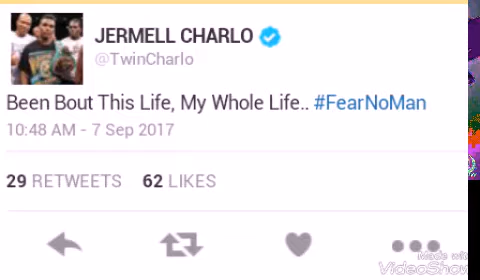 JERMELL CHARLO
@TwinCharlo
Been Bout This Life, My Whole Life.. #FearNoMan
10:48 AM - 7 Sep 2017
29 RETWEETS 62 LIKES
Made with
VideoShow